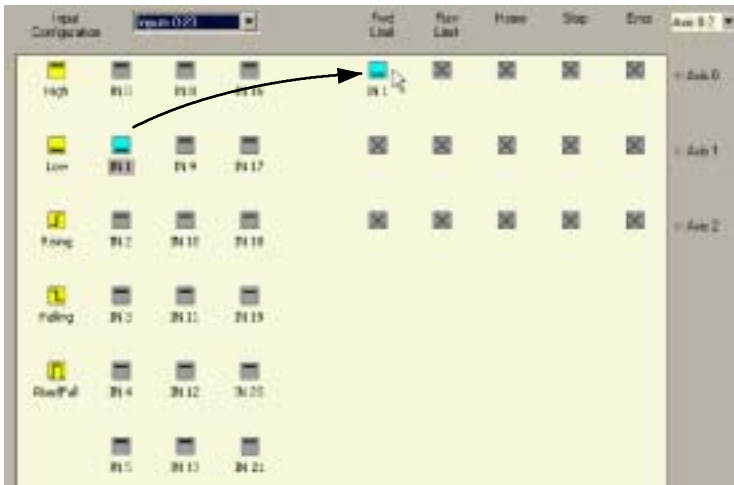 Input Configuration
Inputs 0:23
Fwd Limit
Rev Limit
Home
Stop
Error
Axis 0:2
High
IN 0
IN 8
IN 16
IN 1
Axis 0
Low
IN 1
IN 9
IN 17
Axis 1
Rising
IN 2
IN 10
IN 18
Axis 2
Falling
IN 3
IN 11
IN 19
Rise/Fall
IN 4
IN 12
IN 20
IN 5
IN 13
IN 21